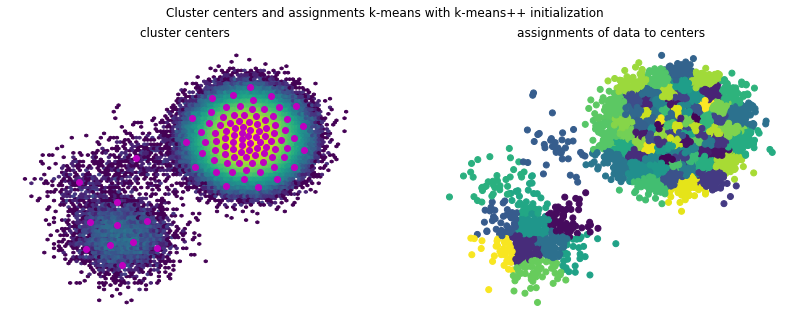 Cluster centers and assignments k-means with k-means++ initialization
cluster centers
assignments of data to centers